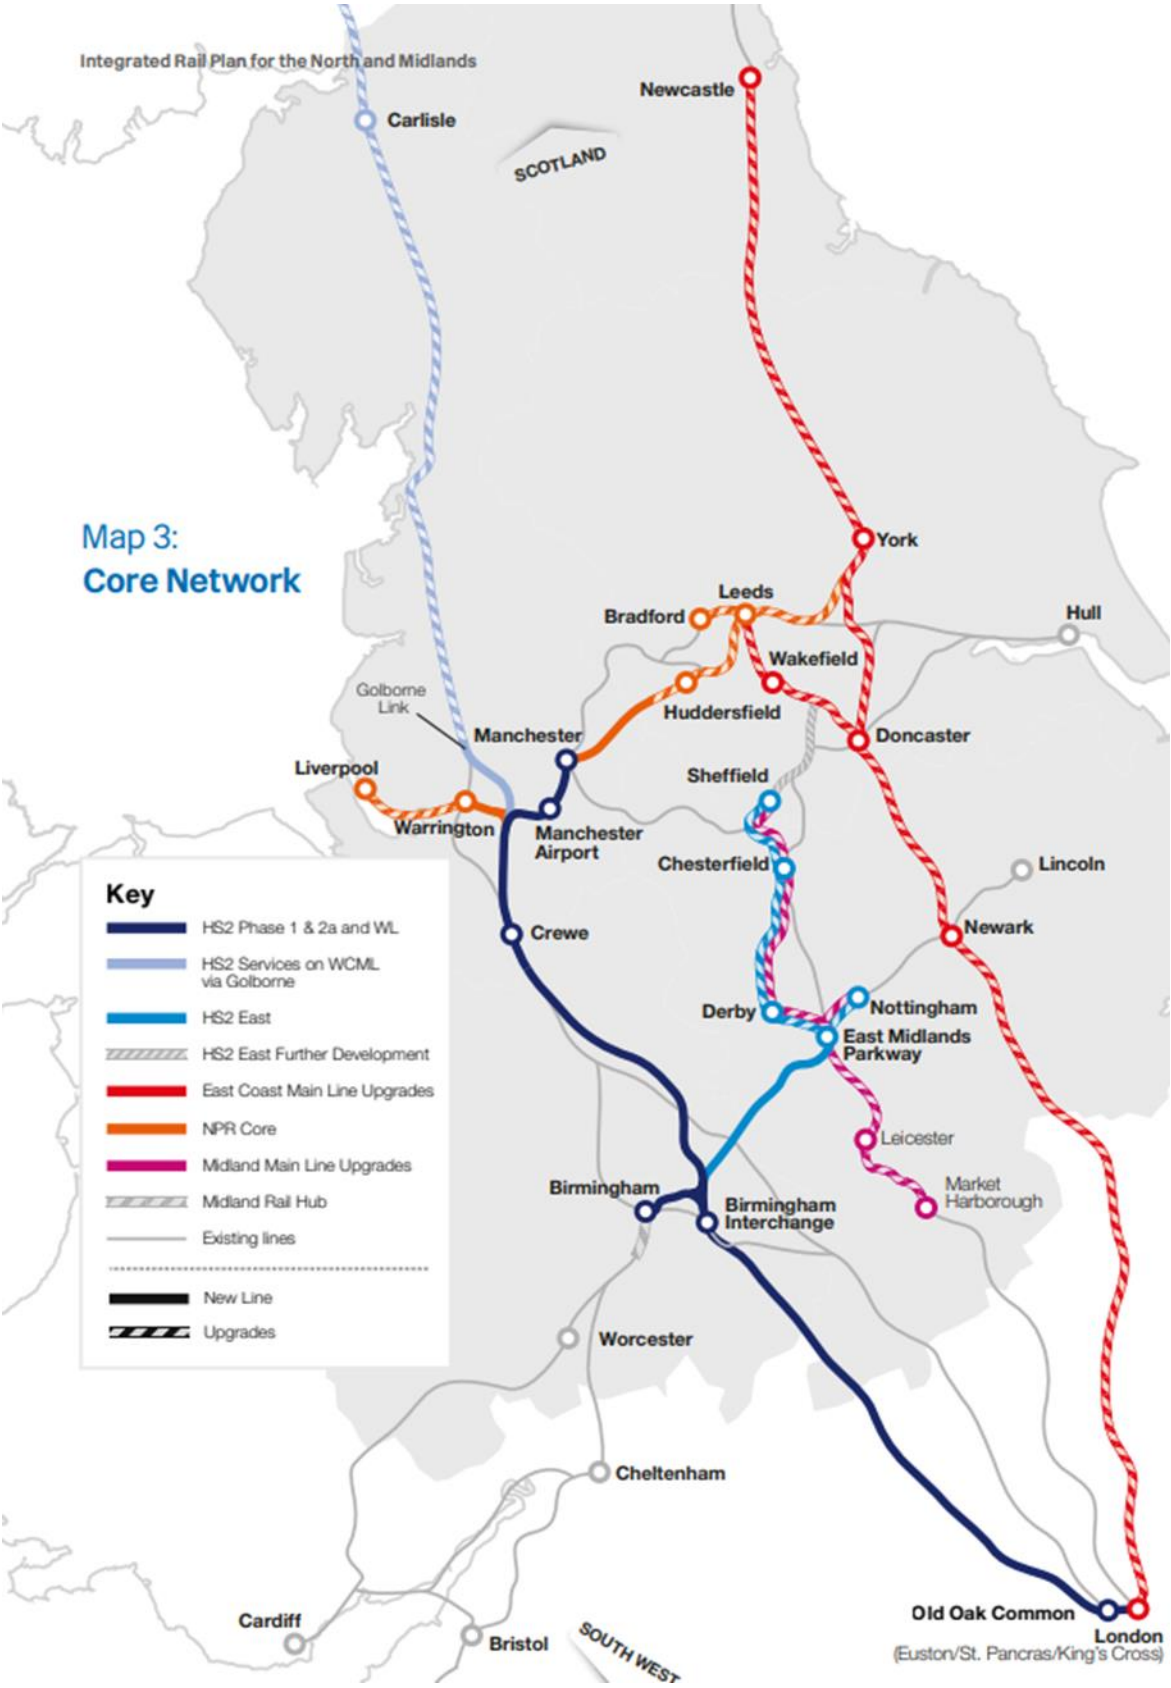 Integrated Rail Plan for the North and Midlands
Newcastle
Carlisle
SCOTLAND
Map 3:
Core Network
York
Leeds
Bradford
Hull
Wakefield
Golborne
Link
Huddersfield
Manchester
Doncaster
Liverpool
Sheffield
Warrington
Manchester
Airport
Chesterfield
Lincoln
Crewe
Newark
Derby
Nottingham
East Midlands
Parkway
Leicester
Market
Harborough
Birmingham
Birmingham
Interchange
Worcester
Cheltenham
Cardiff
Bristol
SOUTH WEST
Old Oak Common
London
(Euston/St. Pancras/King's Cross)
Key
HS2 Phase 1 & 2a and WL
HS2 Services on WCML
via Golborne
HS2 East
HS2 East Further Development
East Coast Main Line Upgrades
NPR Core
Midland Main Line Upgrades
Midland Rail Hub
Existing lines
New Line
Upgrades